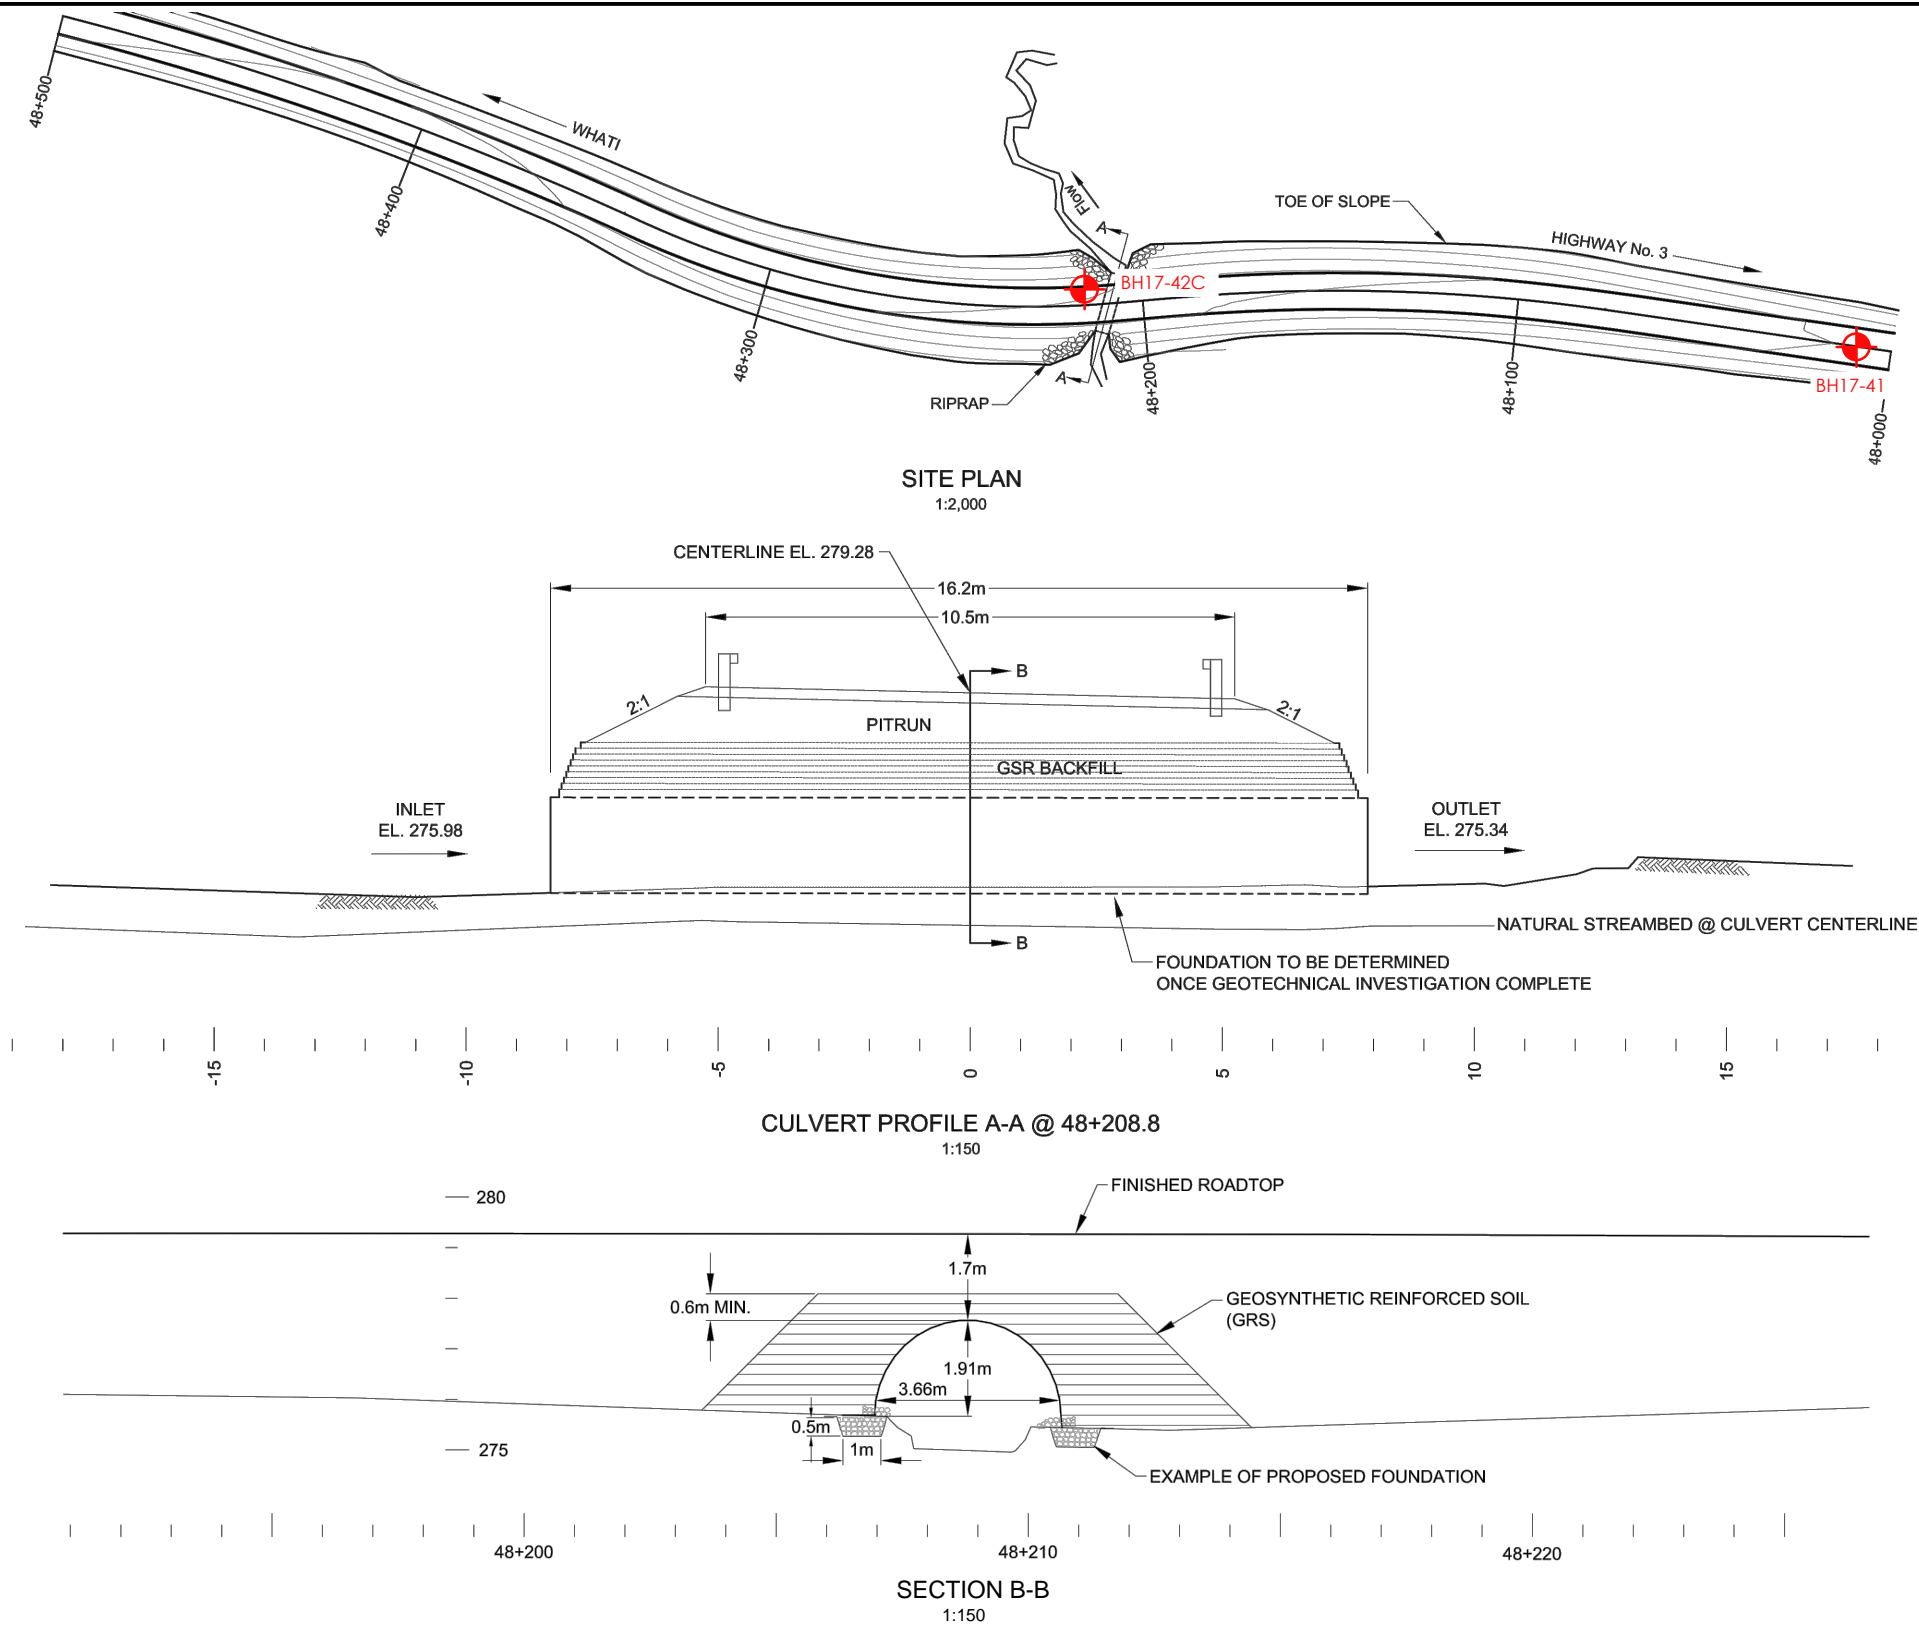 48+500
WHATI
48+400
48+300
Flow
A
BH17-42C
TOE OF SLOPE
HIGHWAY No. 3
A
RIPRAP
48+200
48+100
BH17-41
48+000
SITE PLAN
1:2,000
CENTERLINE EL. 279.28
16.2m
10.5m
B
2:1
2:1
PITRUN
GSR BACKFILL
INLET
EL. 275.98
OUTLET
EL. 275.34
NATURAL STREAMBED @ CULVERT CENTERLINE
B
FOUNDATION TO BE DETERMINED
ONCE GEOTECHNICAL INVESTIGATION COMPLETE
-15
-10
-5
0
5
10
15
CULVERT PROFILE A-A @ 48+208.8
1:150
280
FINISHED ROADTOP
1.7m
0.6m MIN.
GEOSYNTHETIC REINFORCED SOIL
(GRS)
1.91m
3.66m
0.5m
1m
275
EXAMPLE OF PROPOSED FOUNDATION
48+200
48+210
48+220
SECTION B-B
1:150